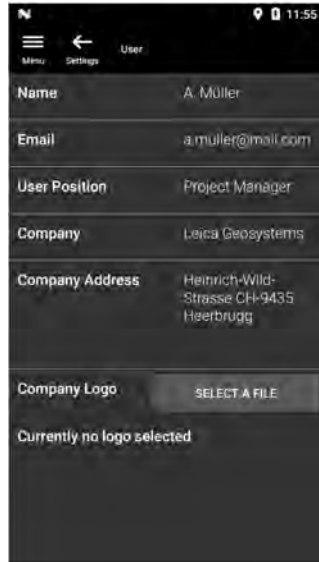 11:55
Menu
Settings
User
Name
A. Müller
Email
a.muller@mail.com
User Position
Project Manager
Company
Leica Geosystems
Company Address
Heinrich-Wild-
Strasse CH-9435
Heerbrugg
Company Logo
SELECT A FILE
Currently no logo selected